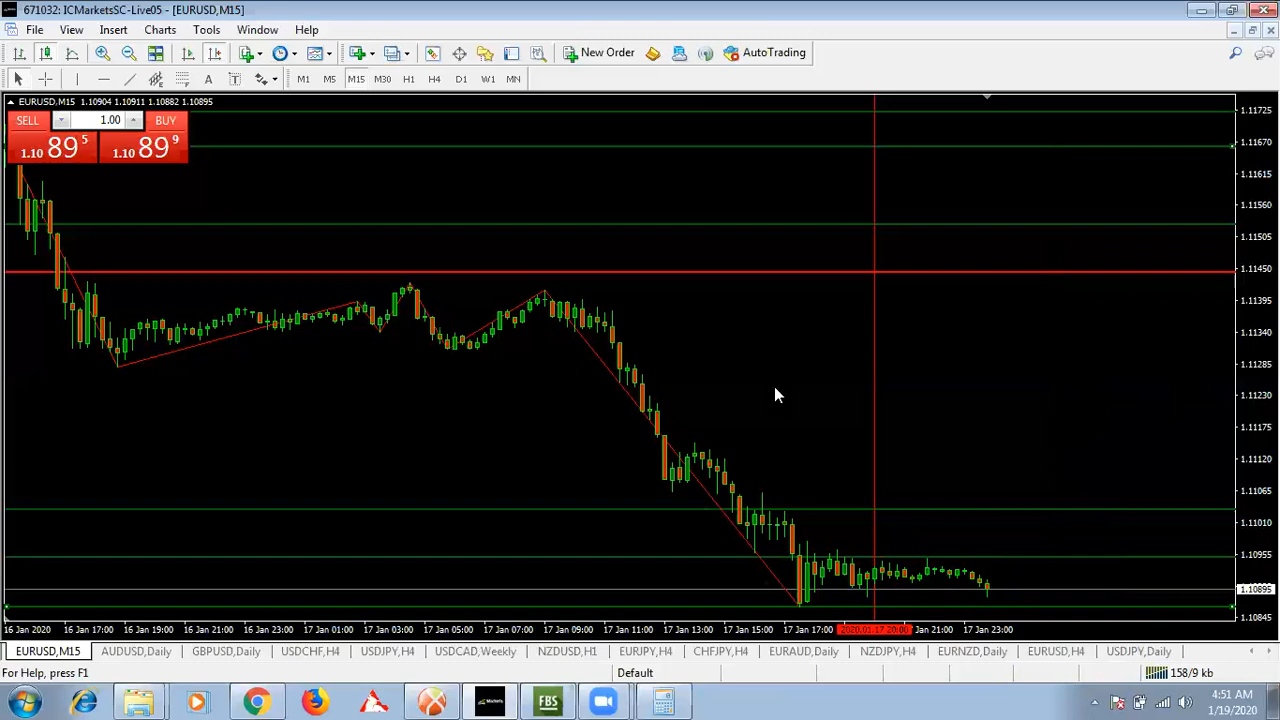 671032: ICMarketsSC-Live05 - [EURUSD,M15]
File View Insert Charts Tools Window Help
New Order AutoTrading
A T M1 M5 M15 M30 H1 H4 D1 W1 MN
EURUSD,M15 1.10904 1.10911 1.10882 1.10895
SELL 1.00 BUY
1.10 89 5 1.10 89 9
1.11725
1.11670
1.11615
1.11560
1.11505
1.11450
1.11395
1.11340
1.11285
1.11230
1.11175
1.11120
1.11065
1.11010
1.10955
1.10895
1.10845
16 Jan 2020 16 Jan 17:00 16 Jan 19:00 16 Jan 21:00 16 Jan 23:00 17 Jan 01:00 17 Jan 03:00 17 Jan 05:00 17 Jan 07:00 17 Jan 09:00 17 Jan 11:00 17 Jan 13:00 17 Jan 15:00 17 Jan 17:00 2020.01.17 20:00 Jan 21:00 17 Jan 23:00
EURUSD,M15 AUDUSD,Daily GBPUSD,Daily USDCHF,H4 USDJPY,H4 USDCAD,Weekly NZDUSD,H1 EURJPY,H4 CHFJPY,H4 EURAUD,Daily NZDJPY,H4 EURNZD,Daily EURUSD,H4 USDJPY,Daily
For Help, press F1 Default 158/9 kb
Markets FBS 4:51 AM
1/19/2020